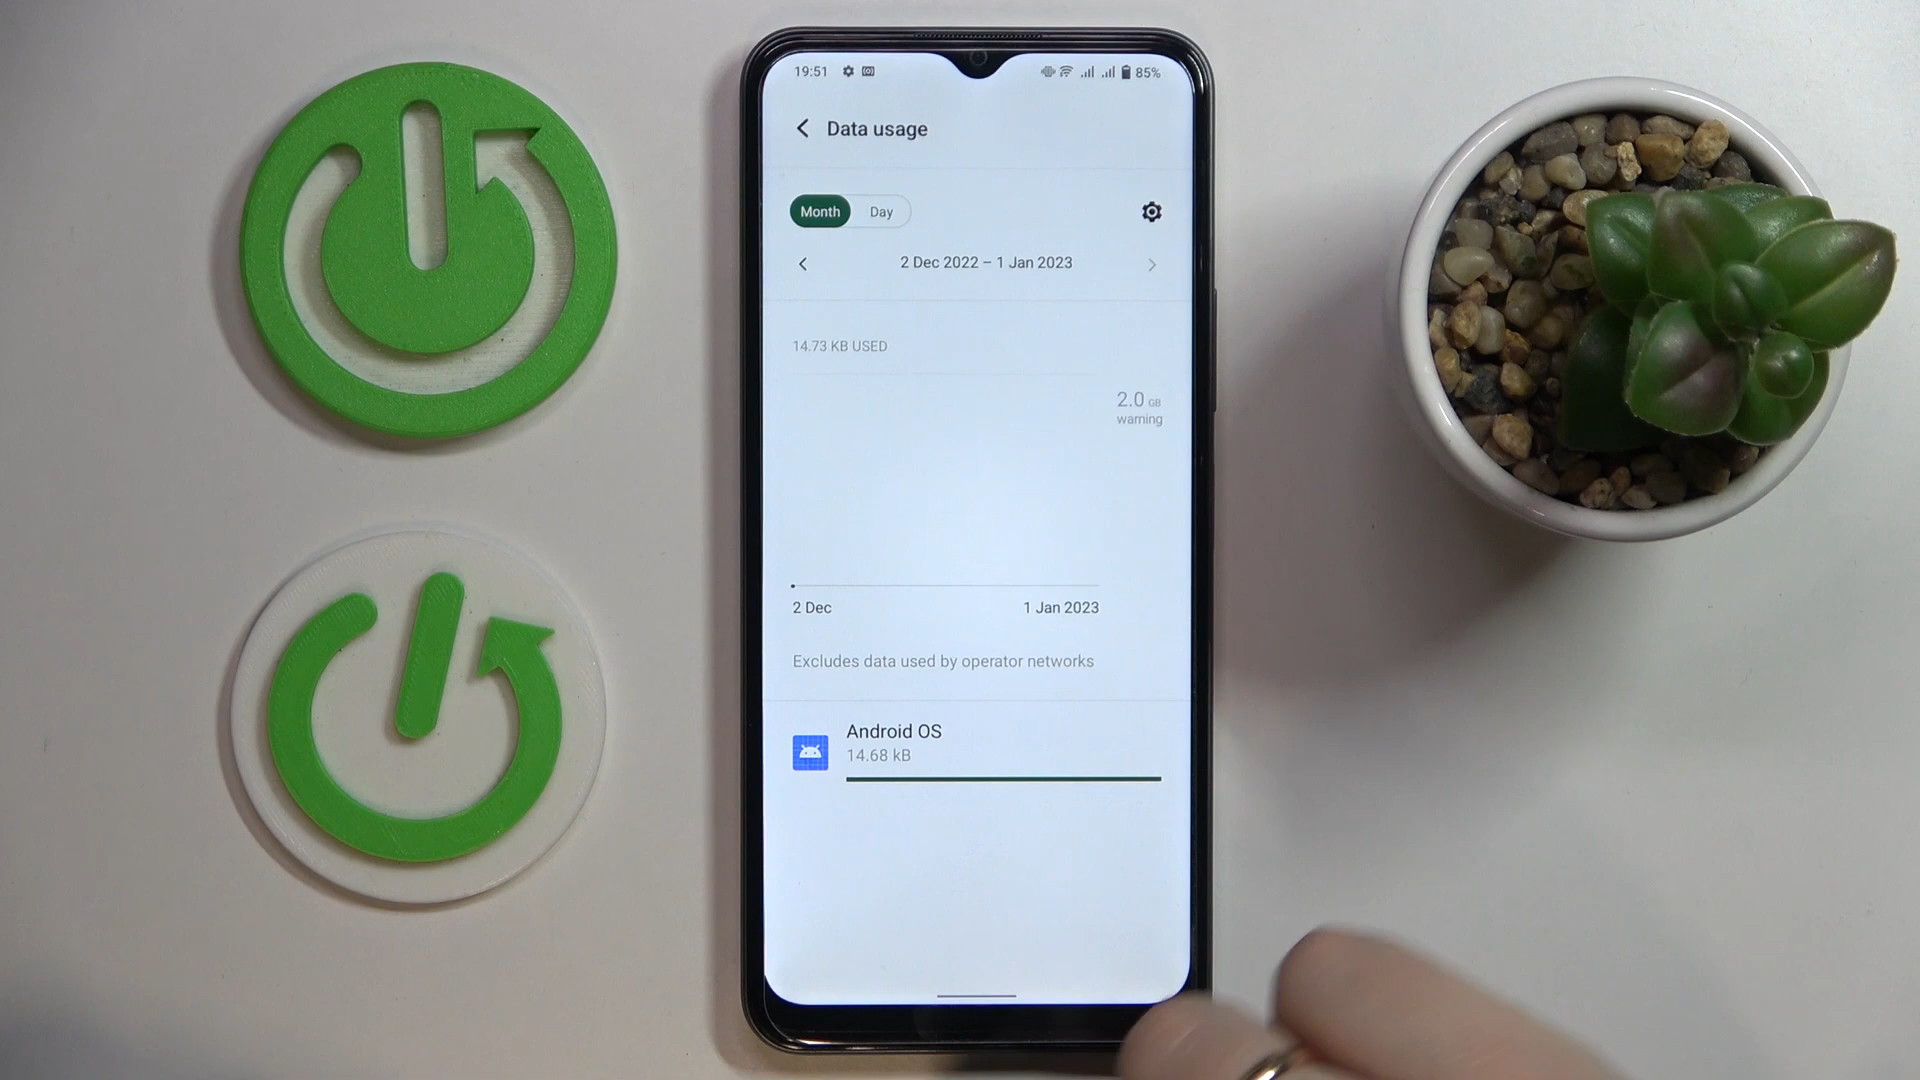 19:51 85%
Data usage
Month Day
2 Dec 2022 – 1 Jan 2023
14.73 KB USED
2.0 GB
warning
2 Dec 1 Jan 2023
Excludes data used by operator networks
Android OS
14.68 kB